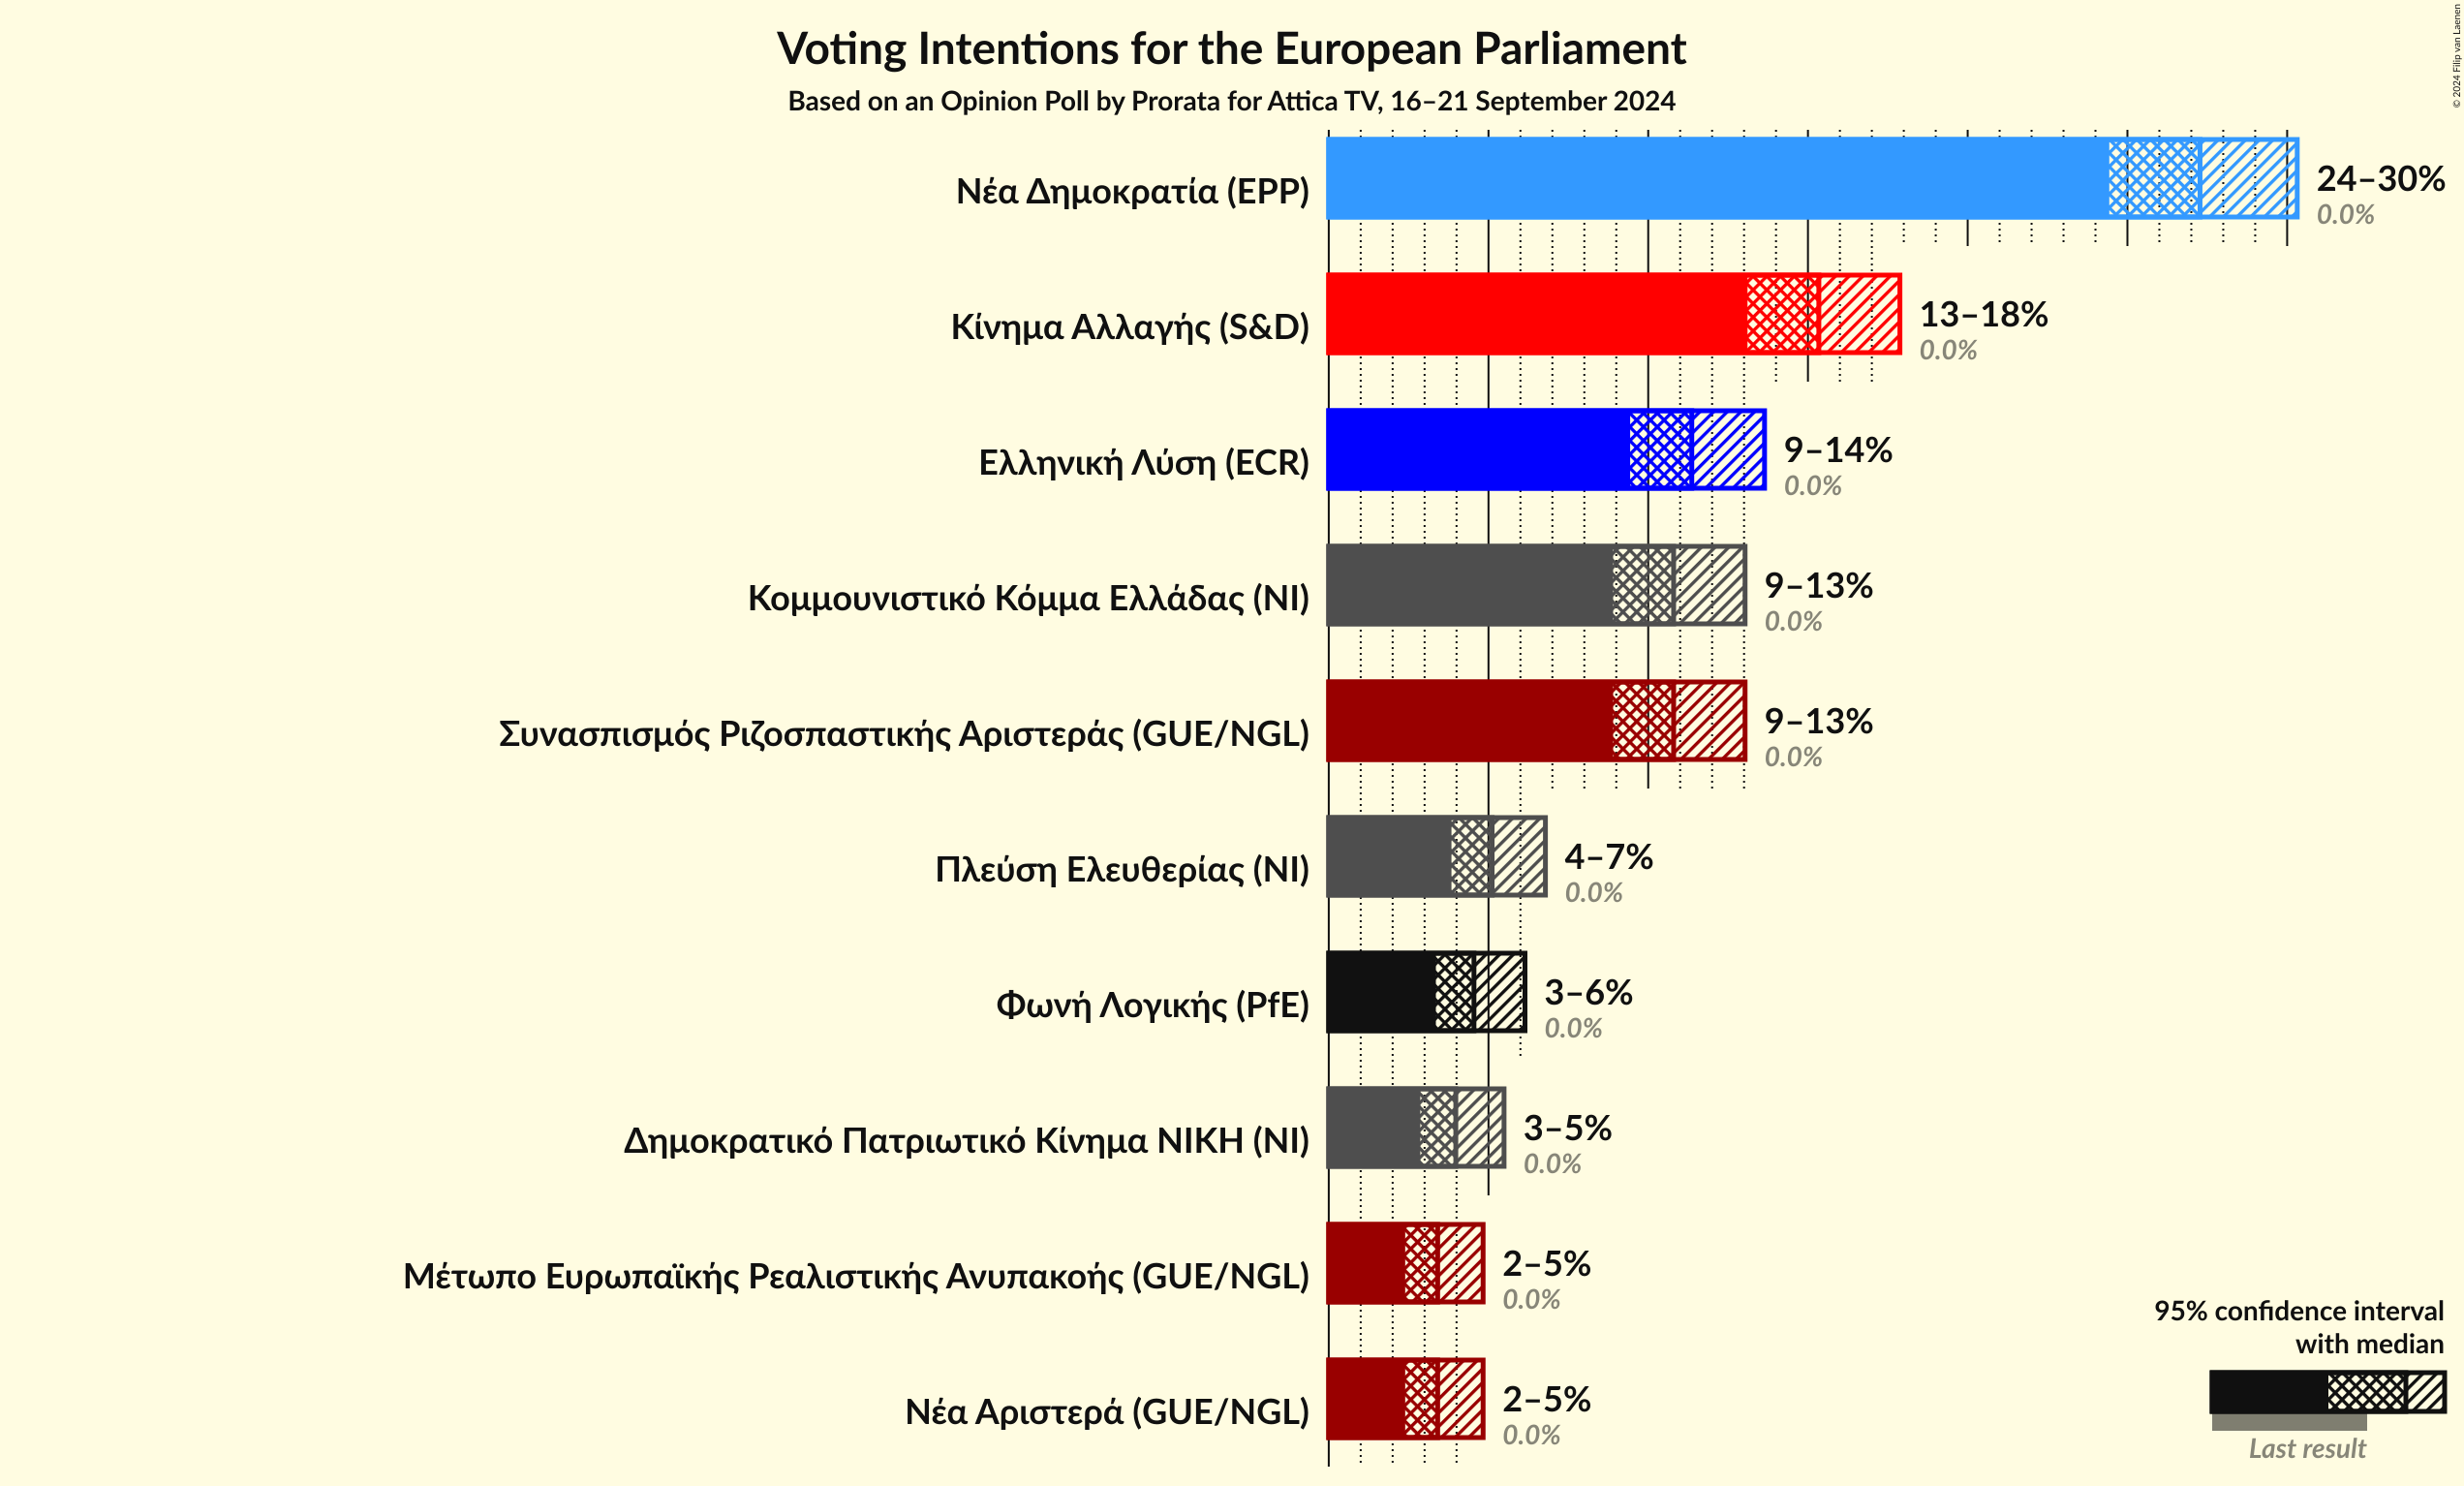 Voting Intentions for the European Parliament
Based on an Opinion Poll by Prorata for Attica TV, 16–21 September 2024
© 2024 Filip van Laenen
Νέα Δημοκρατία (EPP)
24–30%
0.0%
Κίνημα Αλλαγής (S&D)
13–18%
0.0%
Ελληνική Λύση (ECR)
9–14%
0.0%
Κομμουνιστικό Κόμμα Ελλάδας (NI)
9–13%
0.0%
Συνασπισμός Ριζοσπαστικής Αριστεράς (GUE/NGL)
9–13%
0.0%
Πλεύση Ελευθερίας (NI)
4–7%
0.0%
Φωνή Λογικής (PfE)
3–6%
0.0%
Δημοκρατικό Πατριωτικό Κίνημα ΝΙΚΗ (NI)
3–5%
0.0%
Μέτωπο Ευρωπαϊκής Ρεαλιστικής Ανυπακοής (GUE/NGL)
2–5%
0.0%
Νέα Αριστερά (GUE/NGL)
2–5%
0.0%
95% confidence interval
with median
Last result